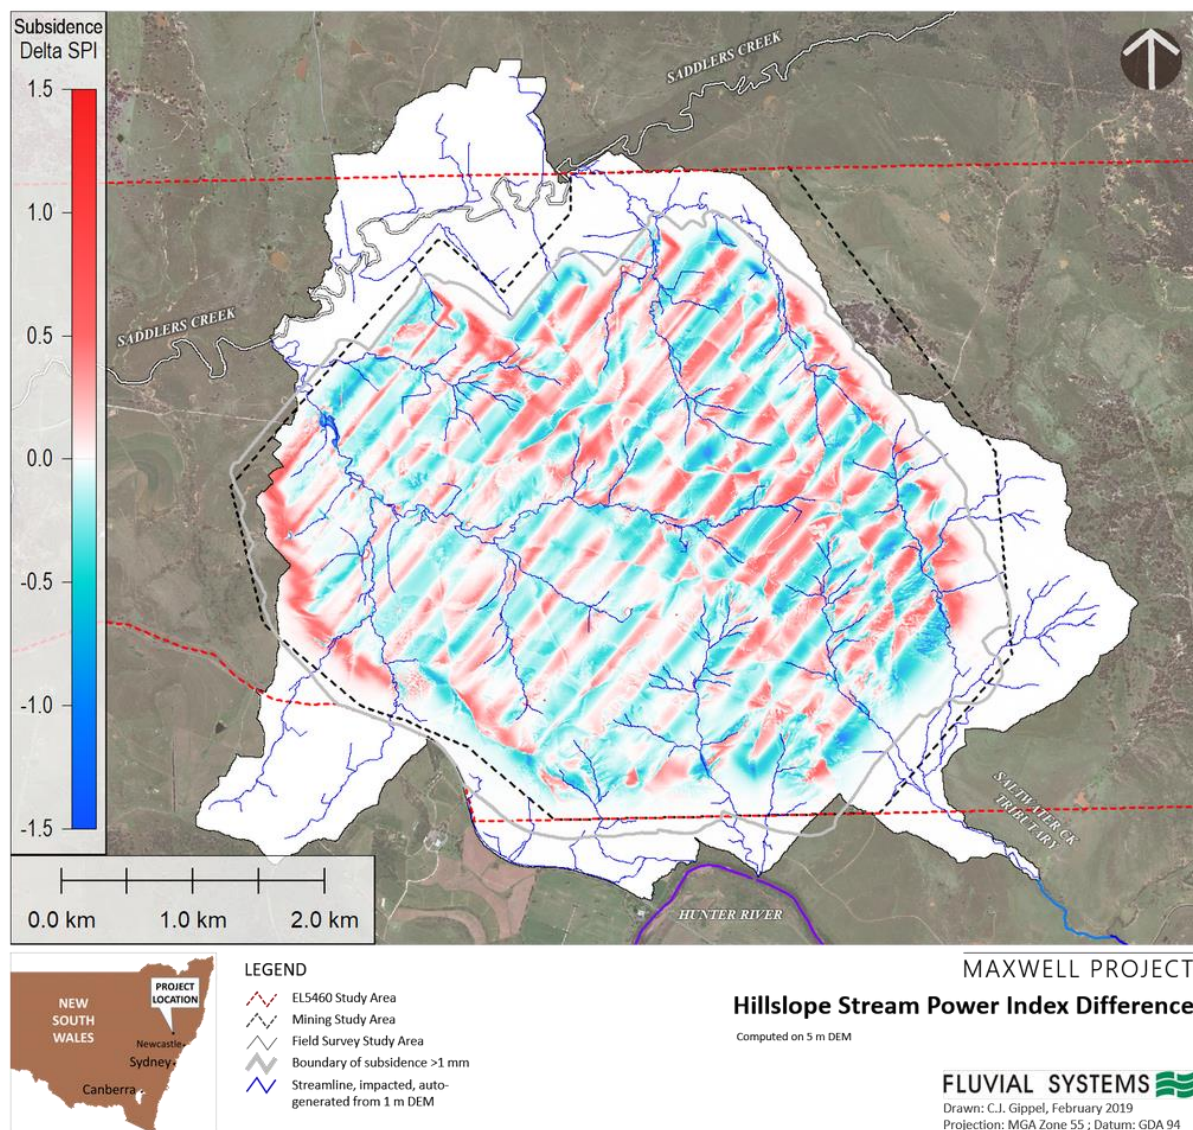 Subsidence
Delta SPI
1.5
1.0
0.5
0.0
-0.5
-1.0
-1.5
SADDLERS CREEK
SADDLERS CREEK
SALTWATER CK
TRIBUTARY
HUNTER RIVER
0.0 km 1.0 km 2.0 km
NEW
SOUTH
WALES
PROJECT
LOCATION
Newcastle
Sydney
Canberra
LEGEND
EL5460 Study Area
Mining Study Area
Field Survey Study Area
Boundary of subsidence >1 mm
Streamline, impacted, auto-
generated from 1 m DEM
MAXWELL PROJECT
Hillslope Stream Power Index Difference
Computed on 5 m DEM
FLUVIAL SYSTEMS
Drawn: C.J. Gippel, February 2019
Projection: MGA Zone 55 ; Datum: GDA 94